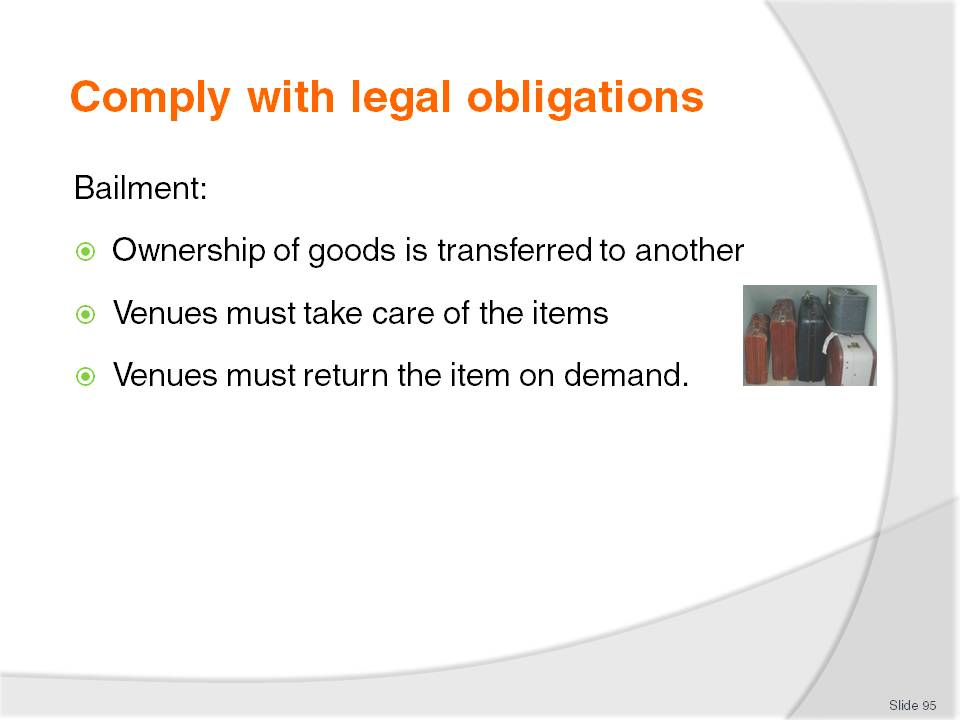 Comply with legal obligations
Bailment:
Ownership of goods is transferred to another
Venues must take care of the items
Venues must return the item on demand.
Slide 95